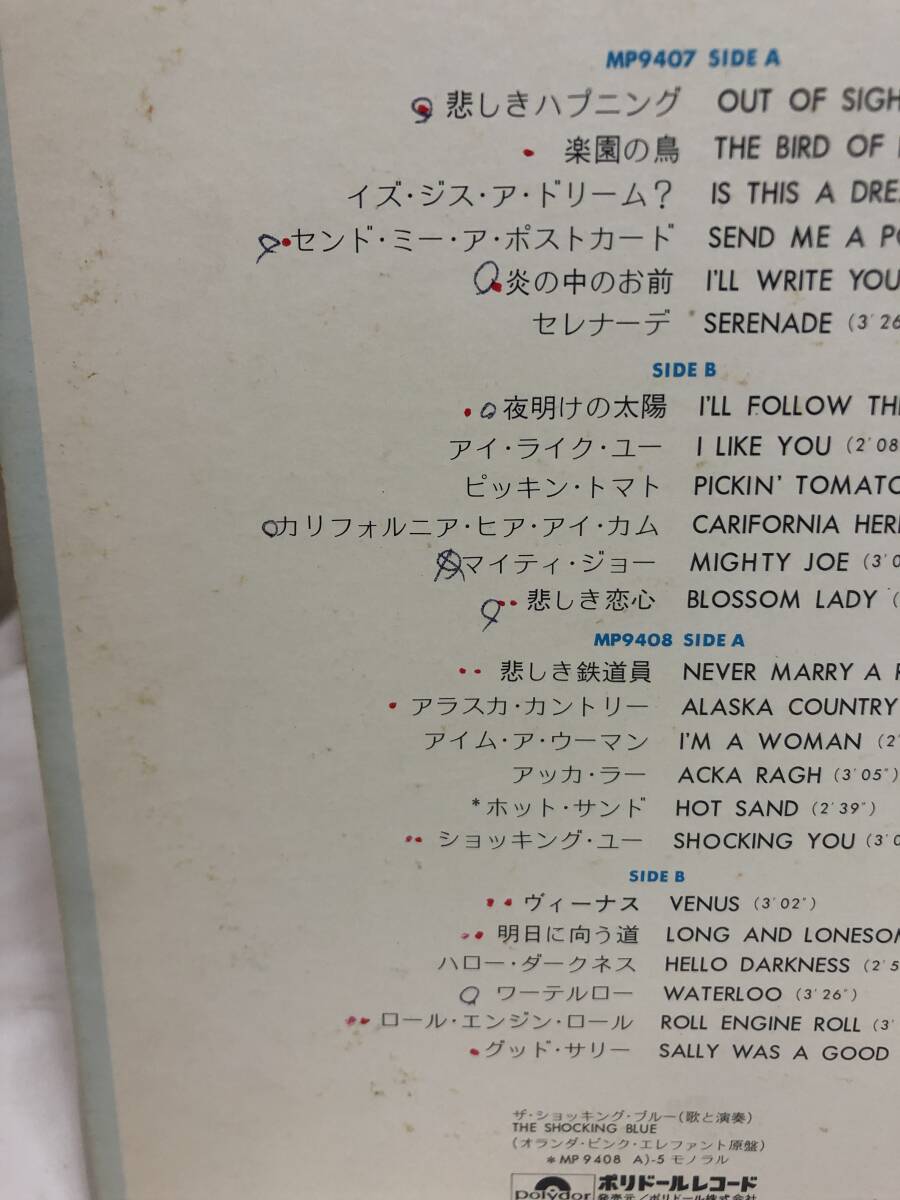 MP9407 SIDE A
悲しきハプニング OUT OF SIGH
楽園の鳥 THE BIRD OF
イズ・ジス・ア・ドリーム? IS THIS A DRE
センド・ミー・ア・ポストカード SEND ME A PO
炎の中のお前 I'LL WRITE YOU
セレナーデ SERENADE (3'26
SIDE B
夜明けの太陽 I'LL FOLLOW THE
アイ・ライク・ユー I LIKE YOU (2'08
ピッキン・トマト PICKIN' TOMATO
カリフォルニア・ヒア・アイ・カム CARIFORNIA HER
マイティ・ジョー MIGHTY JOE (3'0
悲しき恋心 BLOSSOM LADY (
MP9408 SIDE A
悲しき鉄道員 NEVER MARRY A R
アラスカ・カントリー ALASKA COUNTRY
アイム・ア・ウーマン I'M A WOMAN (2'
アッカ・ラー ACKA RAGH (3'05")
*ホット・サンド HOT SAND (2'39")
ショッキング・ユー SHOCKING YOU (3'0
SIDE B
ヴィーナス VENUS (3'02")
明日に向う道 LONG AND LONESOM
ハロー・ダークネス HELLO DARKNESS (2'5
ワーテルロー WATERLOO (3'26")
ロール・エンジン・ロール ROLL ENGINE ROLL (3'
グッド・サリー SALLY WAS A GOOD
ザ・ショッキング・ブルー(歌と演奏)
THE SHOCKING BLUE
(オランダ・ピンク・エレファント原盤)
*MP 9408 A)-5 モノラル
polydor ポリドールレコード
発売元/ポリドール株式会社